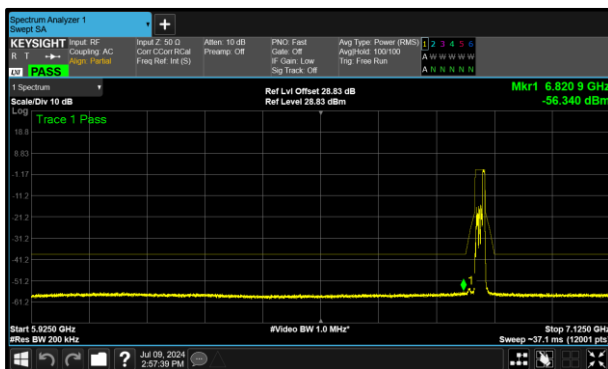 Spectrum Analyzer 1
Swept SA
KEYSIGHT Input: RF Input Z: 50 Ω Atten: 10 dB PNO: Fast Avg Type: Power (RMS) 1 2 3 4 5 6
R T Coupling: AC Corr CCorr RCal Preamp: Off Gate: Off Avg|Hold: 100/100 A W W W W W
Align: Partial Freq Ref: Int (S) IF Gain: Low Trig: Free Run
LXI PASS Sig Track: Off A N N N N N
1 Spectrum Ref Lvl Offset 28.83 dB Mkr1 6.820 9 GHz
Scale/Div 10 dB Ref Level 28.83 dBm -56.340 dBm
Log
Trace 1 Pass
18.8
8.83
-1.17
-11.2
-21.2
-31.2
-41.2
-51.2
1
-61.2
Start 5.9250 GHz #Video BW 1.0 MHz* Stop 7.1250 GHz
#Res BW 200 kHz Sweep ~37.1 ms (12001 pts)
? Jul 09, 2024
2:57:39 PM